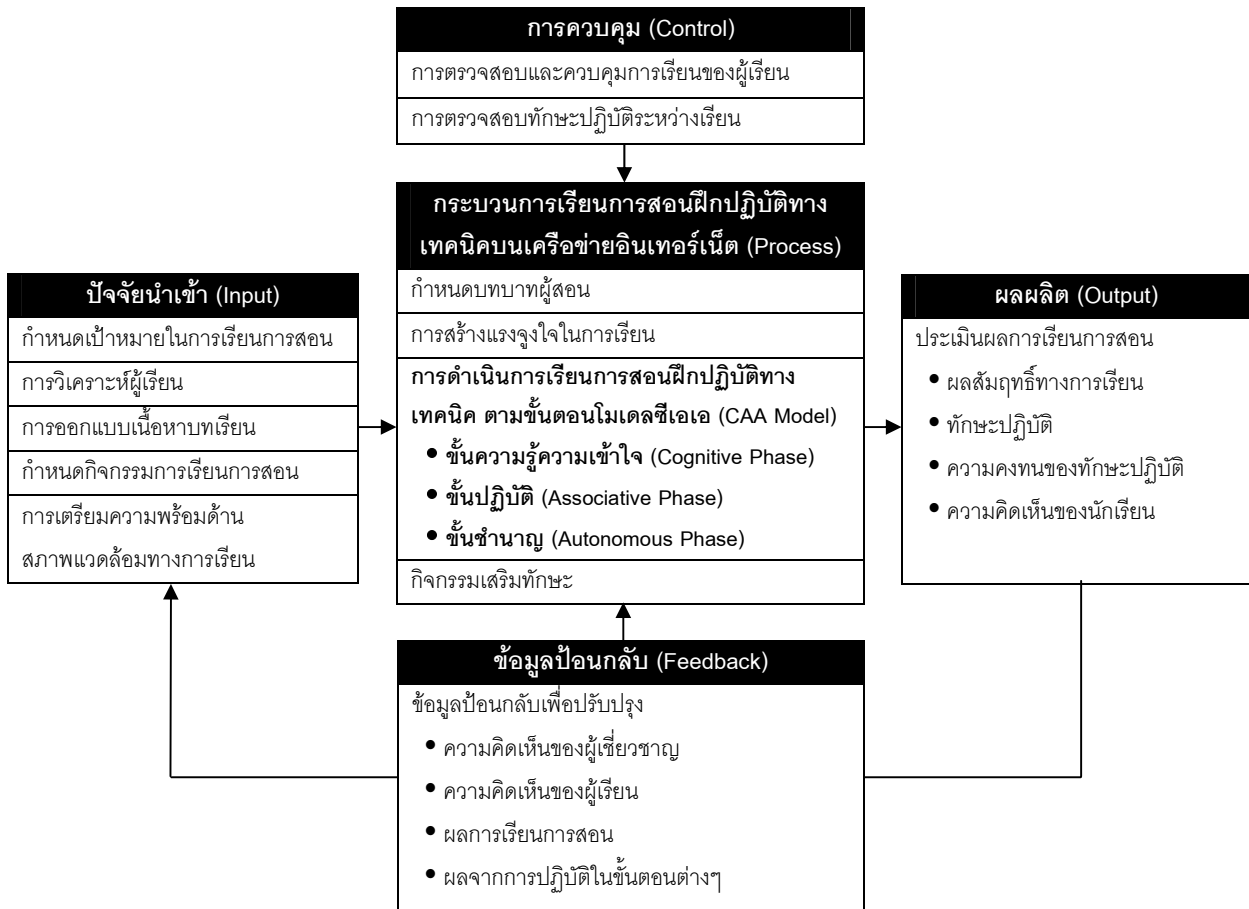 การควบคุม (Control)
การตรวจสอบและควบคุมการเรียนของผู้เรียน
การตรวจสอบทักษะปฏิบัติระหว่างเรียน
กระบวนการเรียนการสอนฝึกปฏิบัติทาง
เทคนิคบนเครือข่ายอินเทอร์เน็ต (Process)
กำหนดบทบาทผู้สอน
การสร้างแรงจูงใจในการเรียน
การดำเนินการเรียนการสอนฝึกปฏิบัติทาง
เทคนิค ตามขั้นตอนโมเดลซีเอเอ (CAA Model)
• ขั้นความรู้ความเข้าใจ (Cognitive Phase)
• ขั้นปฏิบัติ (Associative Phase)
• ขั้นชำนาญ (Autonomous Phase)
กิจกรรมเสริมทักษะ
ปัจจัยนำเข้า (Input)
กำหนดเป้าหมายในการเรียนการสอน
การวิเคราะห์ผู้เรียน
การออกแบบเนื้อหาบทเรียน
กำหนดกิจกรรมการเรียนการสอน
การเตรียมความพร้อมด้าน
สภาพแวดล้อมทางการเรียน
ผลผลิต (Output)
ประเมินผลการเรียนการสอน
• ผลสัมฤทธิ์ทางการเรียน
• ทักษะปฏิบัติ
• ความคงทนของทักษะปฏิบัติ
• ความคิดเห็นของนักเรียน
ข้อมูลป้อนกลับ (Feedback)
ข้อมูลป้อนกลับเพื่อปรับปรุง
• ความคิดเห็นของผู้เชี่ยวชาญ
• ความคิดเห็นของผู้เรียน
• ผลการเรียนการสอน
• ผลจากการปฏิบัติในขั้นตอนต่างๆ